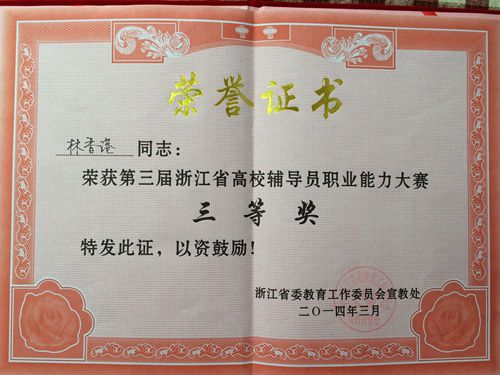 荣誉证书
林香港 同志：
荣获第三届浙江省高校辅导员职业能力大赛
三等奖
特发此证，以资鼓励！
浙江省委教育工作委员会宣教处
二〇一四年三月